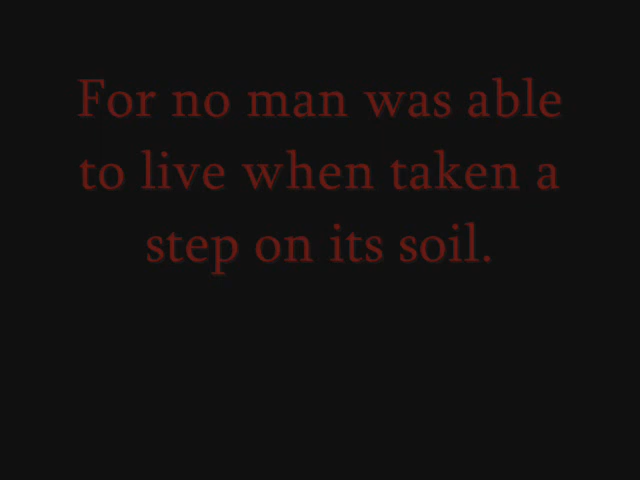 For no man was able
to live when taken a
step on its soil.